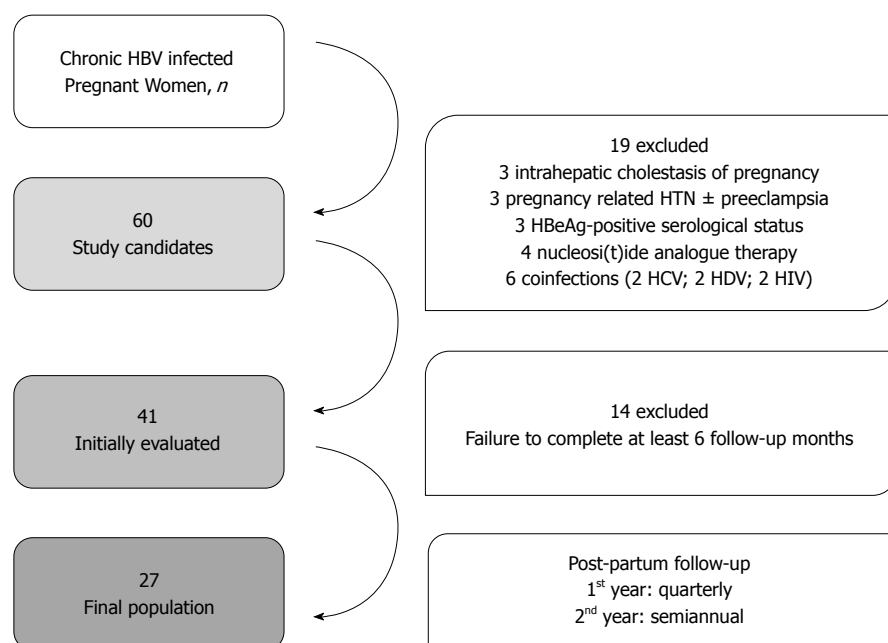 Chronic HBV infected
Pregnant Women, n
60
Study candidates
19 excluded
3 intrahepatic cholestasis of pregnancy
3 pregnancy related HTN ± preeclampsia
3 HBeAg-positive serological status
4 nucleosi(t)ide analogue therapy
6 coinfections (2 HCV; 2 HDV; 2 HIV)
41
Initially evaluated
14 excluded
Failure to complete at least 6 follow-up months
27
Final population
Post-partum follow-up
1st year: quarterly
2nd year: semiannual